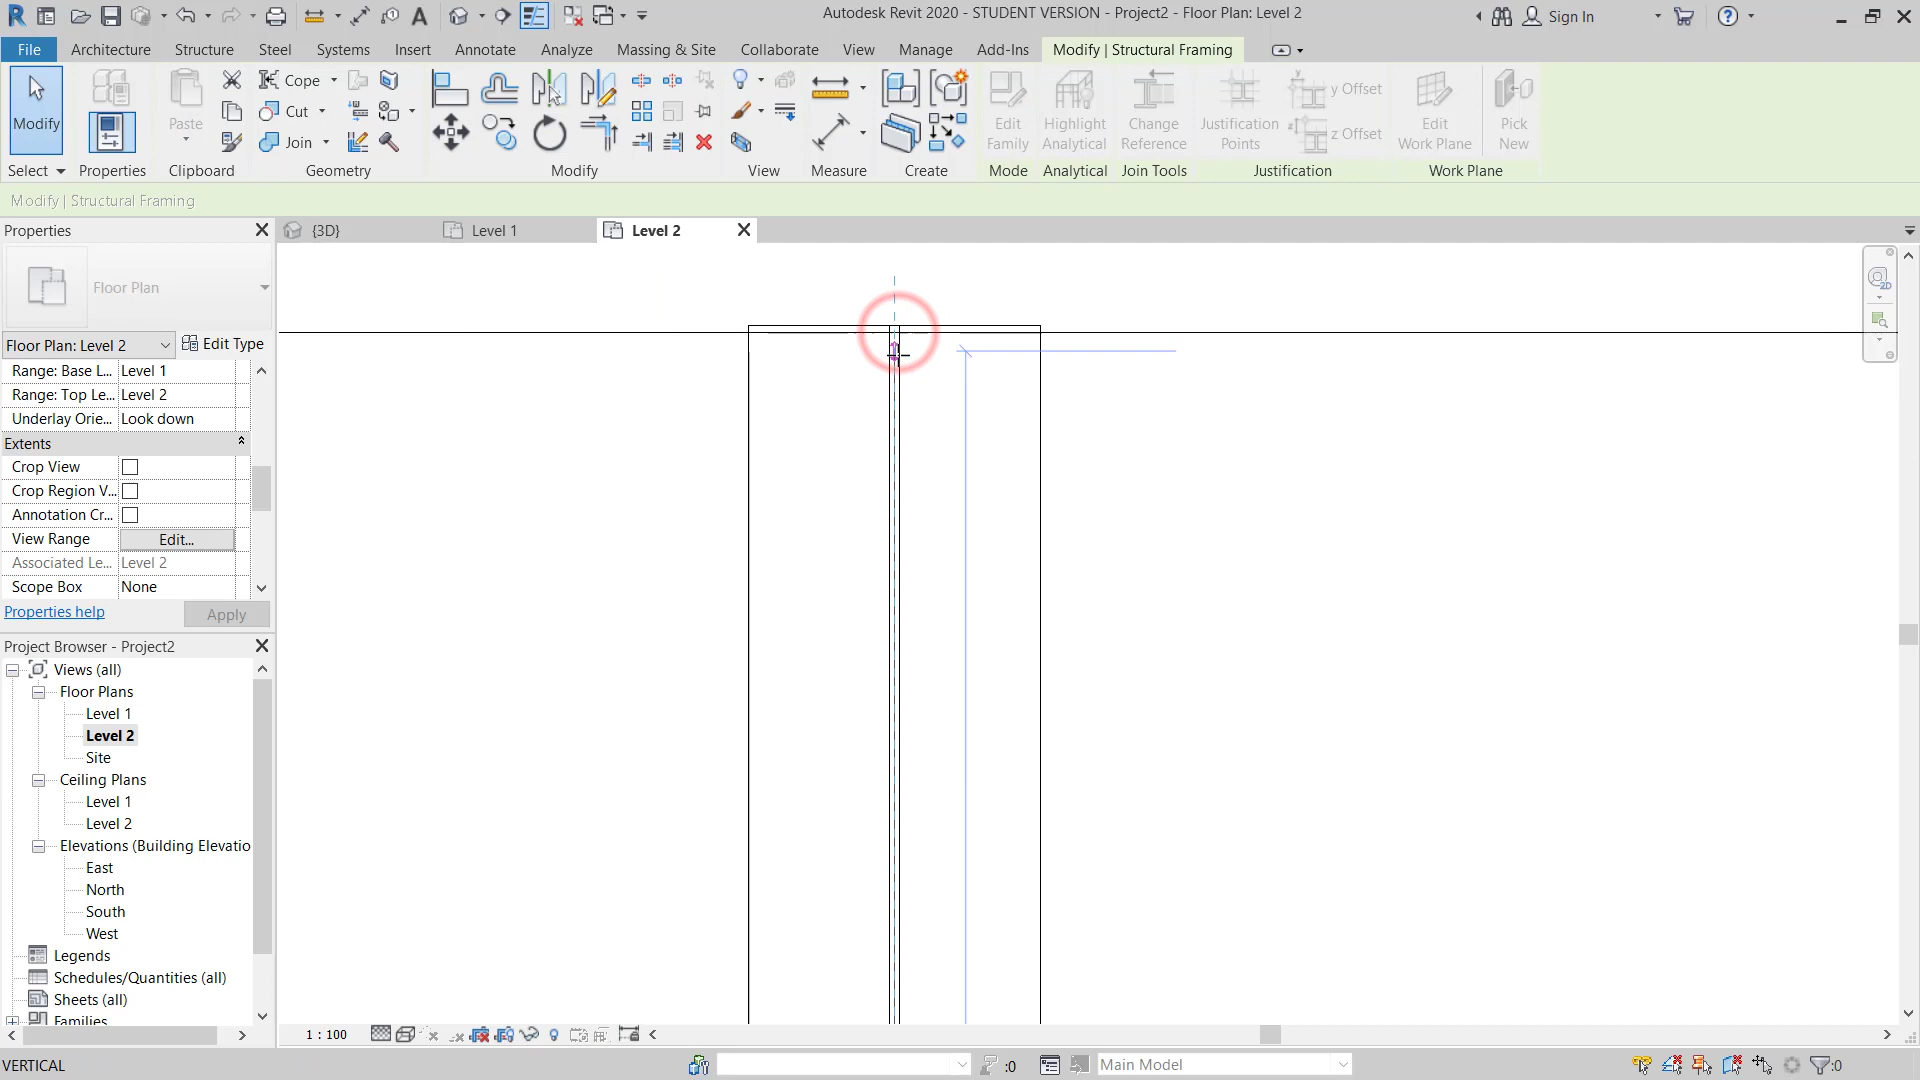 Autodesk Revit 2020 - STUDENT VERSION - Project2 - Floor Plan: Level 2
Sign In
File Architecture Structure Steel Systems Insert Annotate Analyze Massing & Site Collaborate View Manage Add-Ins Modify | Structural Framing
Modify
Paste
Cope
Cut
Join
Edit Family
Highlight Analytical
Change Reference
Justification Points
y Offset
z Offset
Edit Work Plane
Pick New
Select Properties Clipboard Geometry Modify View Measure Create Mode Analytical Join Tools Justification Work Plane
Modify | Structural Framing
Properties
{3D} Level 1 Level 2
Floor Plan
2D
Floor Plan: Level 2 Edit Type
Range: Base L... Level 1
Range: Top Le... Level 2
Underlay Orie... Look down
Extents
Crop View
Crop Region V...
Annotation Cr...
View Range Edit...
Associated Le... Level 2
Scope Box None
Properties help Apply
Project Browser - Project2
Views (all)
Floor Plans
Level 1
Level 2
Site
Ceiling Plans
Level 1
Level 2
Elevations (Building Elevatio
East
North
South
West
Legends
Schedules/Quantities (all)
Sheets (all)
Families
1 : 100
VERTICAL
:0
Main Model
:0